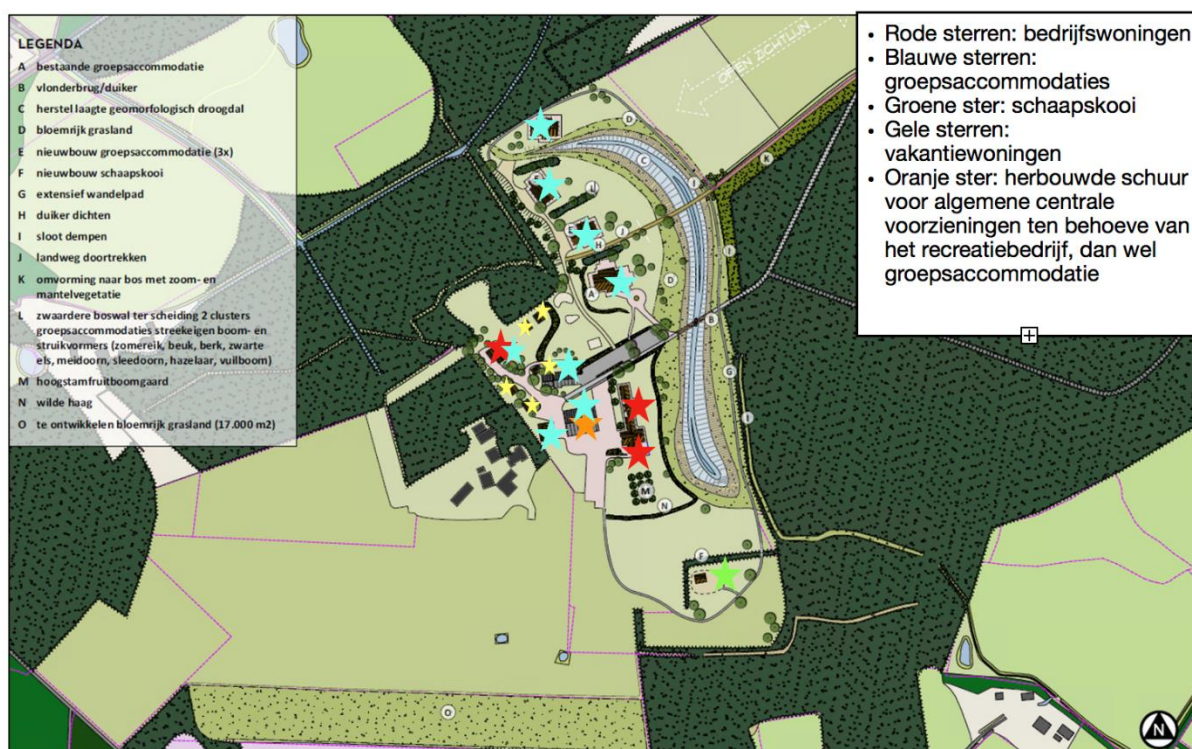 LEGENDA
A bestaande groepsaccommodatie
B vlonderbrug/duiker
C herstel laagte geomorfologisch droogdal
D bloemrijk grasland
E nieuwbouw groepsaccommodatie (3x)
F nieuwbouw schaapskooi
G extensief wandelpad
H duiker dichten
I sloot dempen
J landweg doortrekken
K omvorming naar bos met zoom- en
mantelvegetatie
L zwaardere boswal ter scheiding 2 clusters
groepsaccommodaties streekeigen boom- en
struikvormers (zomereik, beuk, berk, zwarte
els, meidoorn, sleedoorn, hazelaar, vuilboom)
M hoogstamfruitboomgaard
N wilde haag
O te ontwikkelen bloemrijk grasland (17.000 m2)
OPEN ZICHTLIJN
• Rode sterren: bedrijfswoningen
• Blauwe sterren:
groepsaccommodaties
• Groene ster: schaapskooi
• Gele sterren:
vakantiewoningen
• Oranje ster: herbouwde schuur
voor algemene centrale
voorzieningen ten behoeve van
het recreatiebedrijf, dan wel
groepsaccommodatie
D
C
K
I
L
E
J
H
D
I
A
B
G
I
M
N
F
O
N